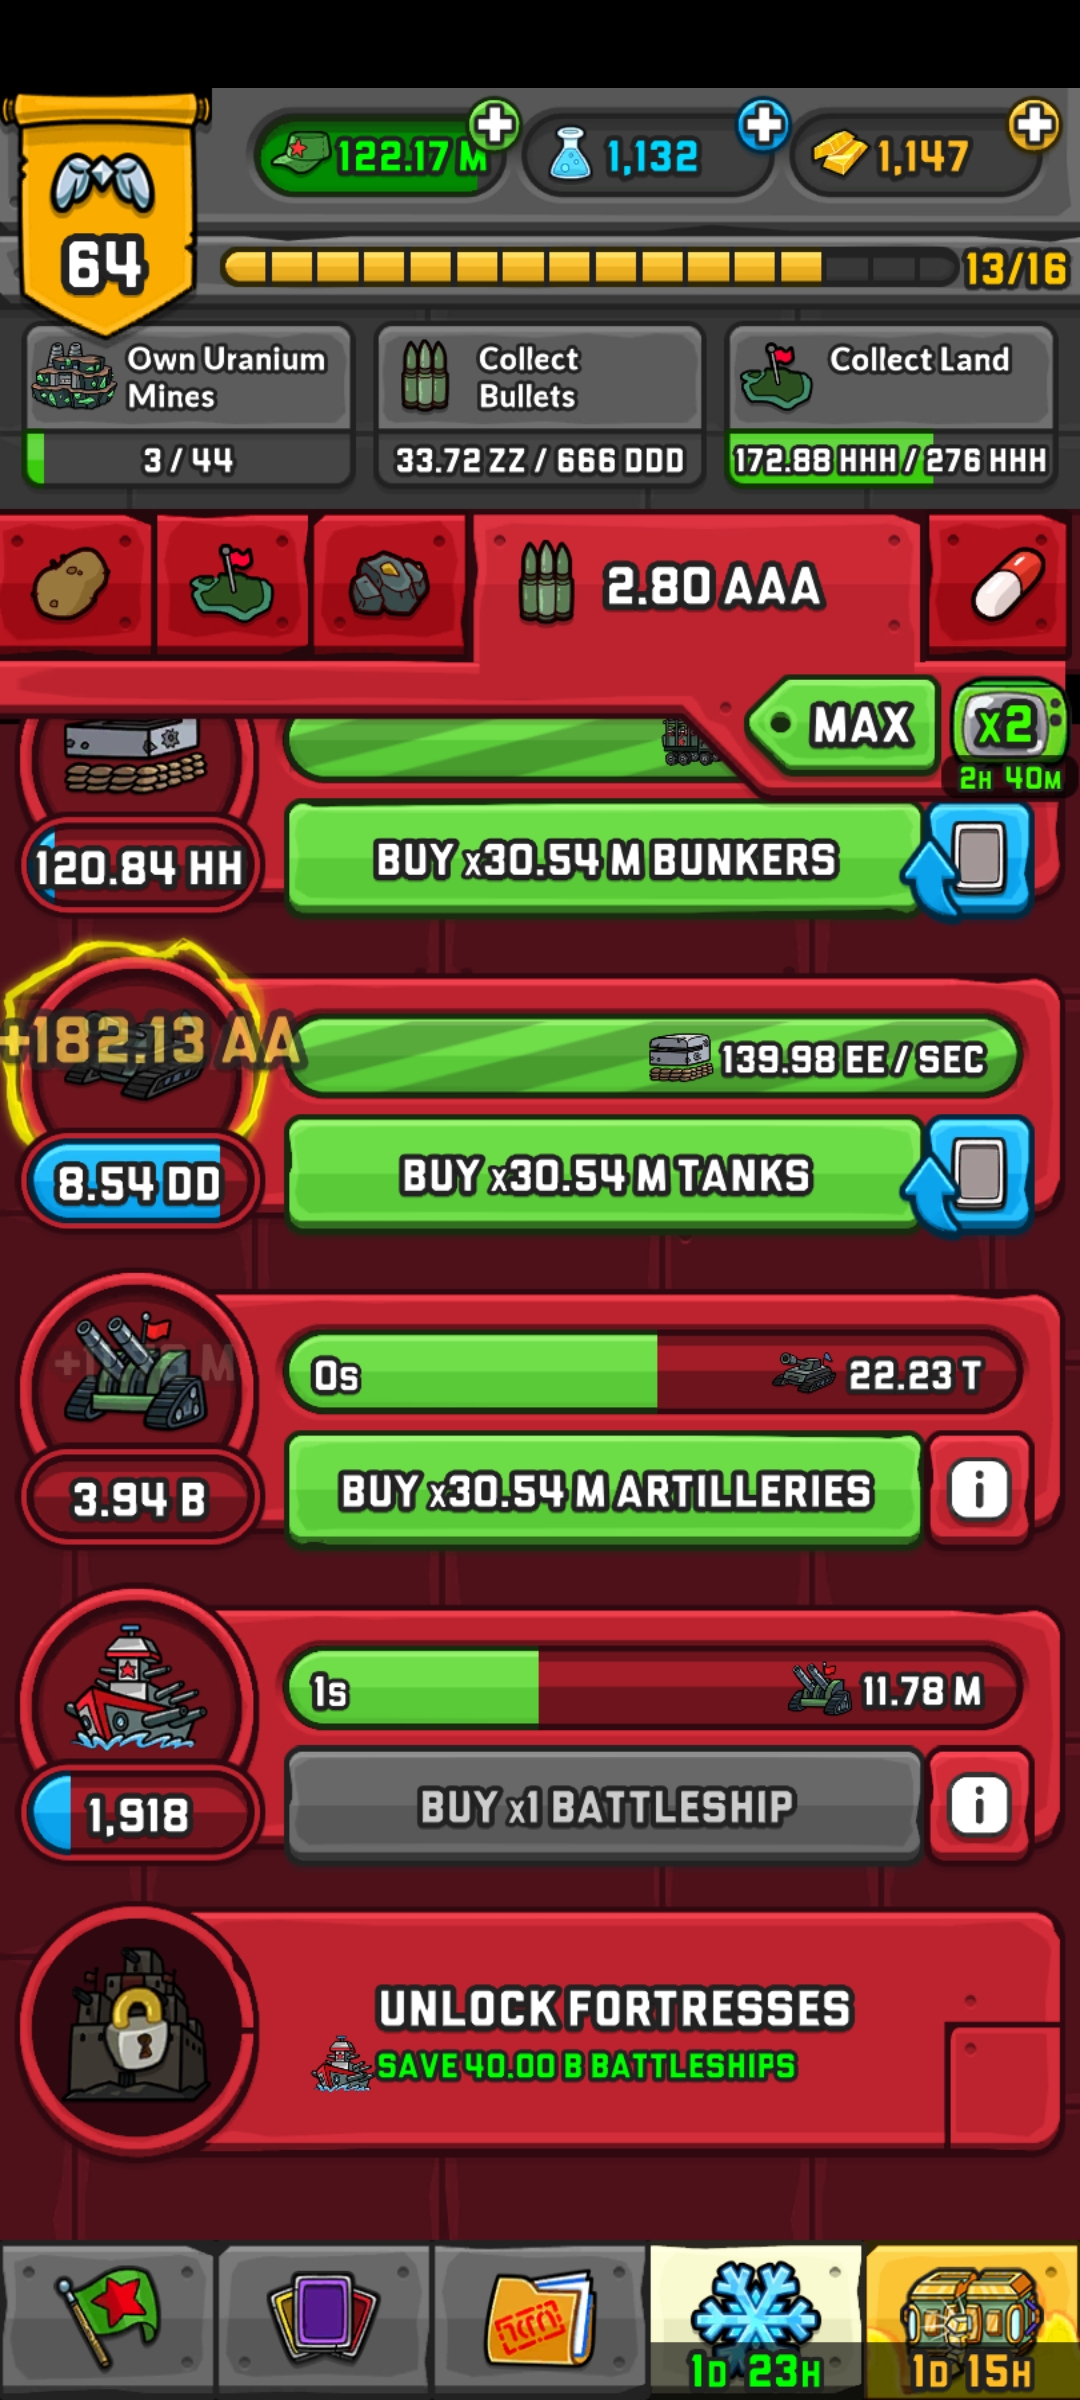 122.17 M
1,132
1,147
64
13/16
Own Uranium
Mines
3 / 44
Collect
Bullets
33.72 ZZ / 666 DDD
Collect Land
172.88 HHH / 276 HHH
2.80 AAA
MAX
x2
2H 40M
120.84 HH
BUY x30.54 M BUNKERS
+182.13 AA
139.98 EE / SEC
8.54 DD
BUY x30.54 M TANKS
0s
22.23 T
3.94 B
BUY x30.54 M ARTILLERIES
i
1s
11.78 M
1,918
BUY x1 BATTLESHIP
i
UNLOCK FORTRESSES
SAVE 40.00 B BATTLESHIPS
1D 23H
1D 15H